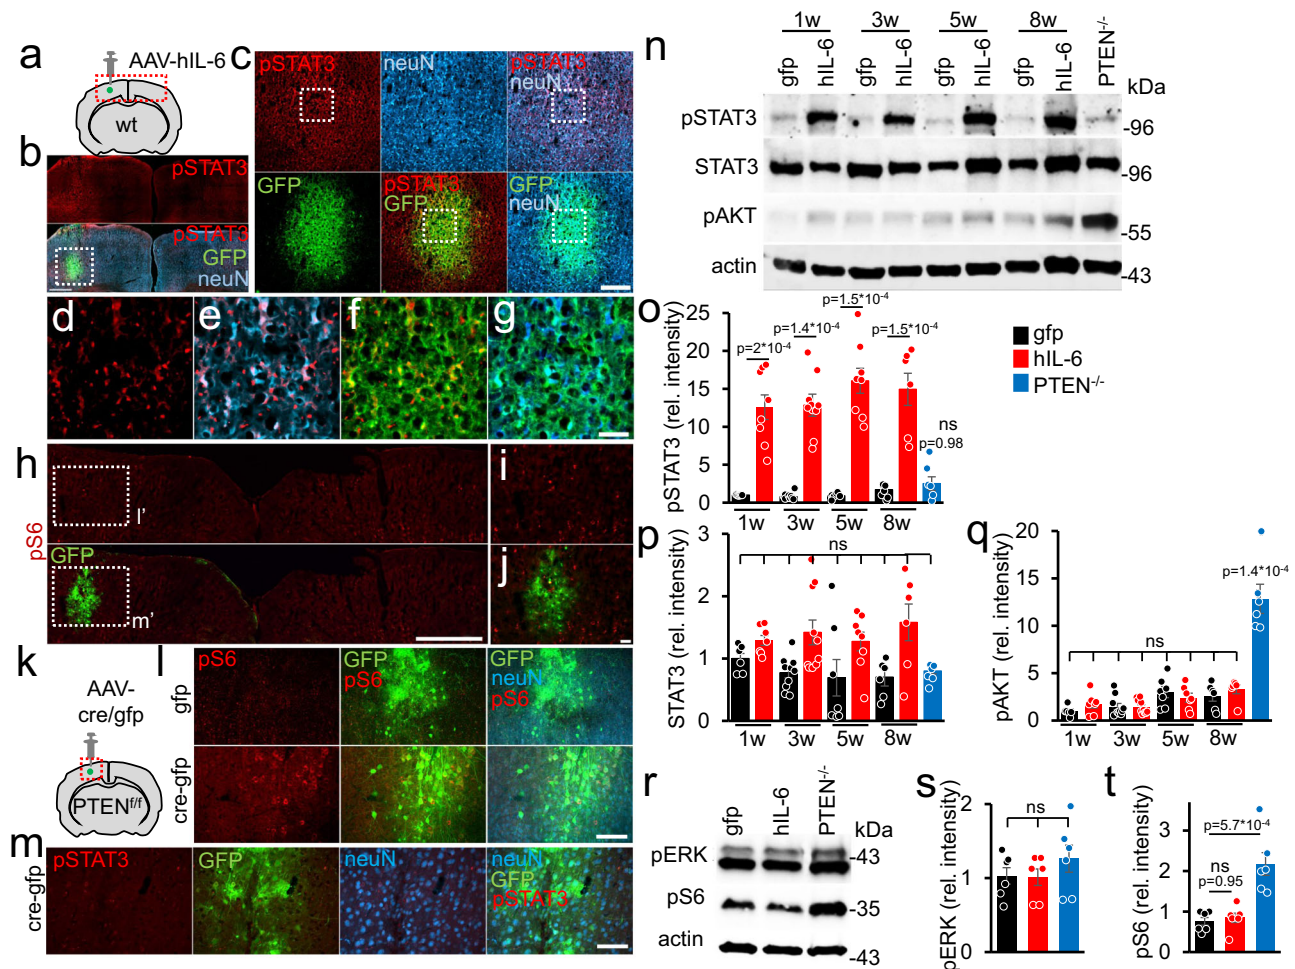 a
AAV-hIL-6
wt
b
pSTAT3
pSTAT3
GFP
neuN
c
pSTAT3
neuN
pSTAT3
neuN
GFP
pSTAT3
GFP
GFP
neuN
d
e
f
g
h
l'
i
pS6
GFP
m'
j
k
AAV-
cre/gfp
PTENf/f
l
gfp
cre-gfp
pS6
GFP
pS6
GFP
neuN
pS6
m
cre-gfp
pSTAT3
GFP
neuN
neuN
GFP
pSTAT3
n
1w 3w 5w 8w
gfp hIL-6 gfp hIL-6 gfp hIL-6 gfp hIL-6 PTEN-/-
kDa
pSTAT3 -96
STAT3 -96
pAKT -55
actin -43
o
pSTAT3 (rel. intensity)
25
20
15
10
5
0
p=2*10-4
p=1.4*10-4
p=1.5*10-4
p=1.5*10-4
ns
p=0.98
1w 3w 5w 8w
gfp
hIL-6
PTEN-/-
p
STAT3 (rel. intensity)
3
2
1
0
ns
1w 3w 5w 8w
q
pAKT (rel. intensity)
20
15
10
5
0
ns
p=1.4*10-4
1w 3w 5w 8w
r
gfp hIL-6 PTEN-/-
kDa
pERK -43
pS6 -35
actin -43
s
pERK (rel. intensity)
2
1
0
ns
t
pS6 (rel. intensity)
4
3
2
1
0
p=5.7*10-4
ns
p=0.95